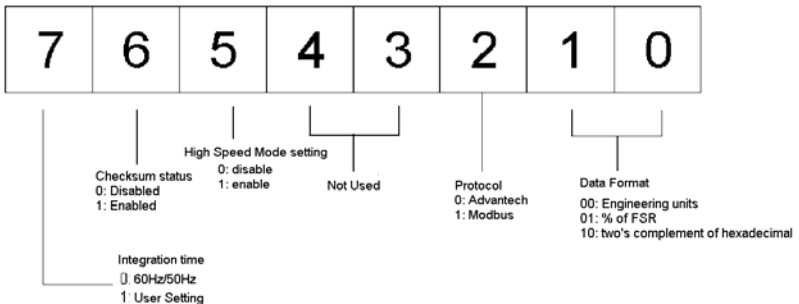 7 6 5 4 3 2 1 0
Checksum status
0: Disabled
1: Enabled
High Speed Mode setting
0: disable
1: enable
Not Used
Protocol
0: Advantech
1: Modbus
Data Format
00: Engineering units
01: % of FSR
10: two's complement of hexadecimal
Integration time
0: 60Hz/50Hz
1: User Setting